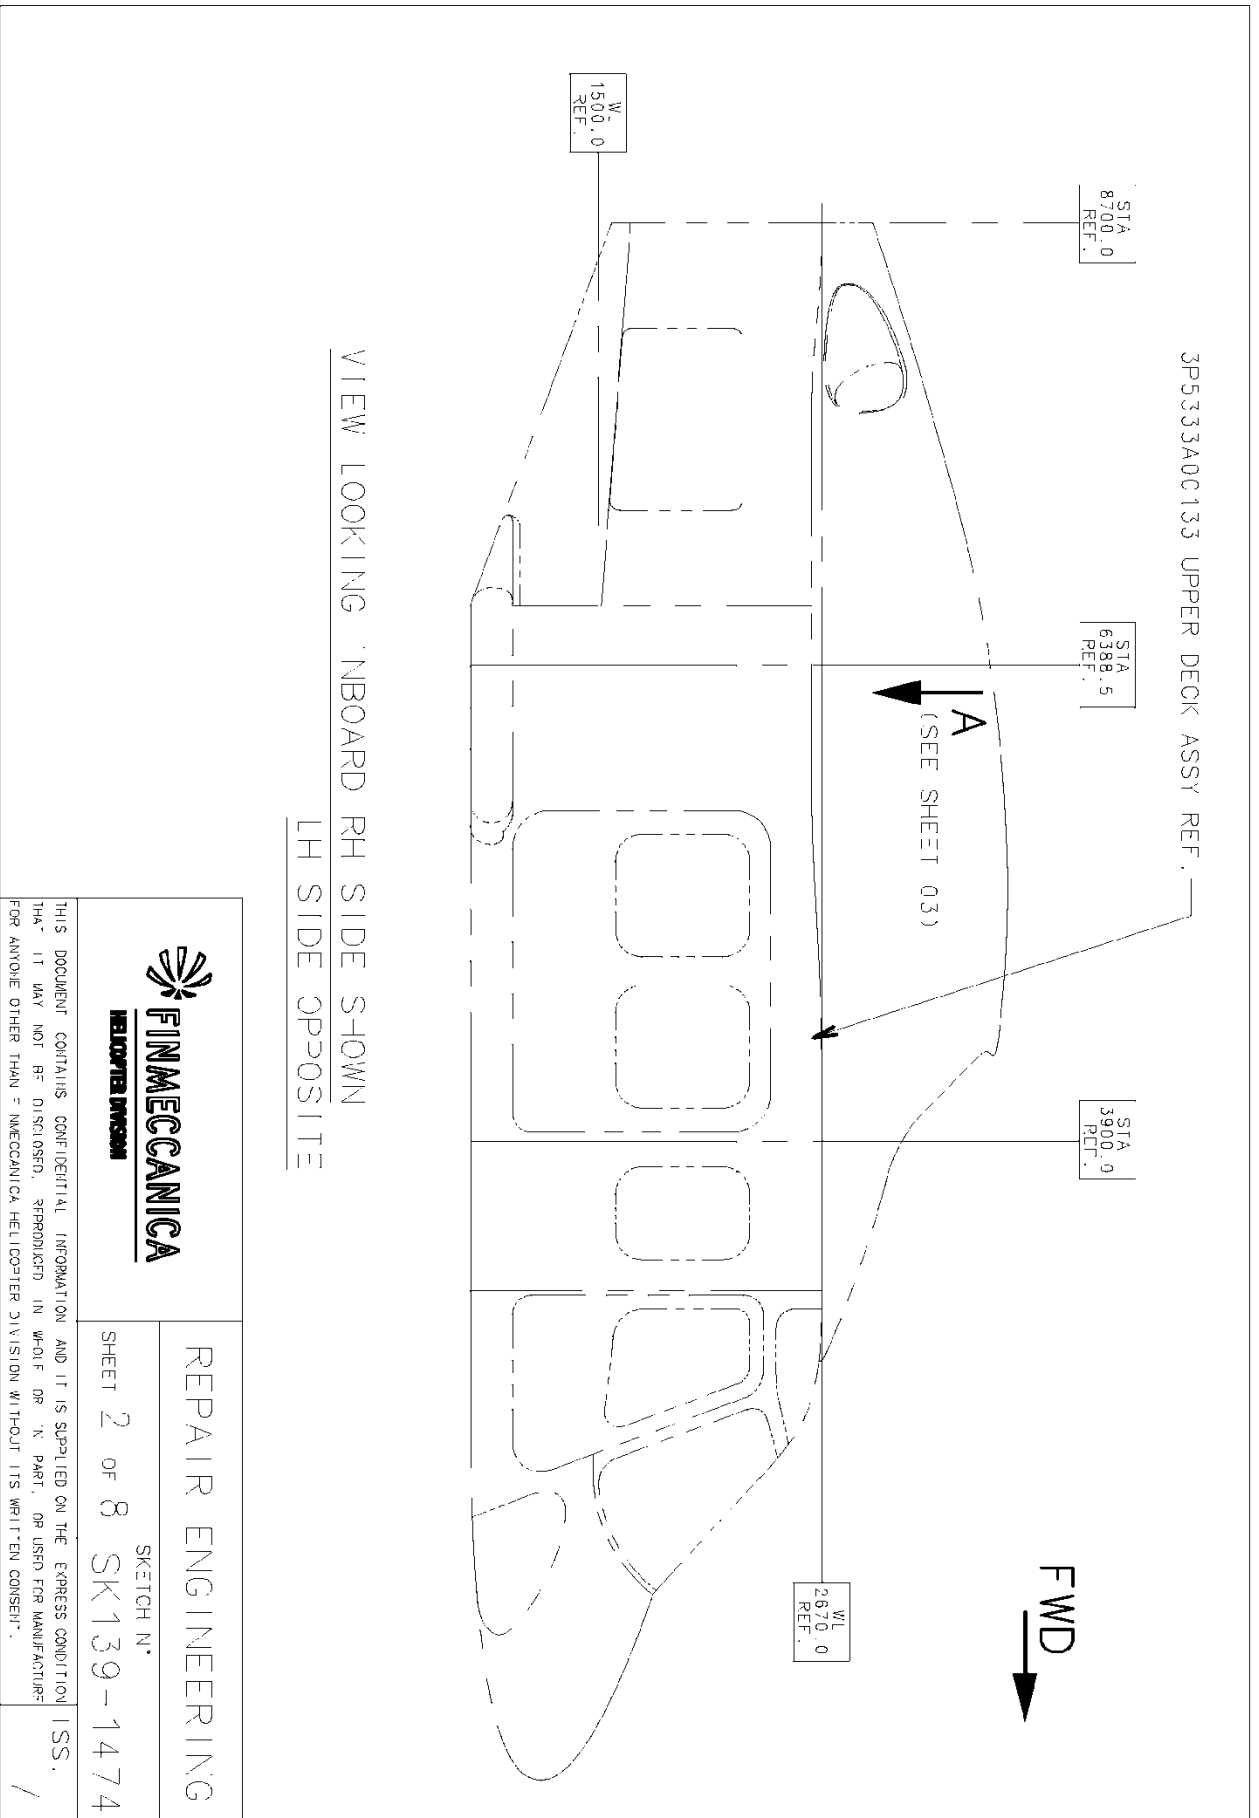 3P5333A0C133 UPPER DECK ASSY REF.
STA
8700.0
REF.
STA
6388.5
REF.
STA
3900.0
REF.
FWD
A
(SEE SHEET 03)
W-
1500.0
REF.
WL
2670.0
REF.
VIEW LOOKING 'NBOARD RH SIDE SHOWN
LH SIDE OPPOSITE
FINMECCANICA
HELICOPTER DIVISION
REPAIR ENGINEERING
SKETCH N°
SHEET 2 OF 8 SK139-1474
THIS DOCUMENT CONTAINS CONFIDENTIAL INFORMATION AND IT IS SUPPLIED ON THE EXPRESS CONDITION
THAT IT MAY NOT BE DISCLOSED, REPRODUCED IN WHOLE OR IN PART, OR USED FOR MANUFACTURE
FOR ANYONE OTHER THAN FINMECCANICA HELICOPTER DIVISION WITHOUT ITS WRITTEN CONSENT.
ISS.
/